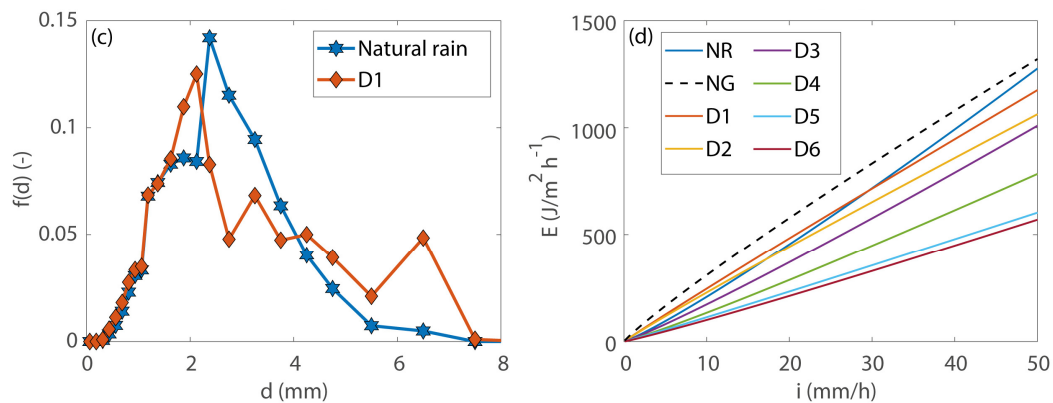 (c)
Natural rain
D1
0.15
0.1
0.05
0
f(d) (-)
0 2 4 6 8
d (mm)
(d)
NR D3
NG D4
D1 D5
D2 D6
1500
1000
500
0
E (J/m² h⁻¹)
0 10 20 30 40 50
i (mm/h)